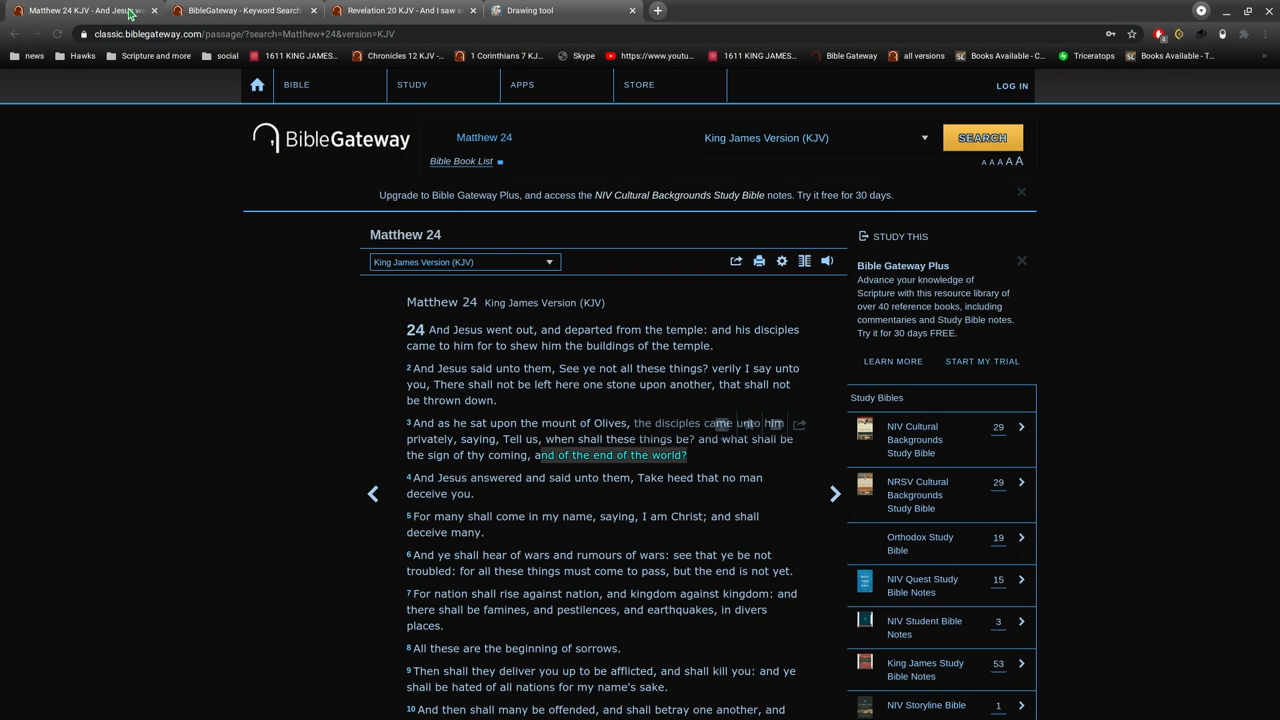 Matthew 24 KJV - And Jesus we
BibleGateway - Keyword Search:
Revelation 20 KJV - And I saw a
Drawing tool
classic.biblegateway.com/passage/?search=Matthew+24&version=KJV
news
Hawks
Scripture and more
social
1611 KING JAMES...
Chronicles 12 KJV -...
1 Corinthians 7 KJ...
Skype
https://www.youtu...
1611 KING JAMES...
Bible Gateway
all versions
Books Available - C...
Triceratops
Books Available - T...
»
BIBLE
STUDY
APPS
STORE
LOG IN
BibleGateway
Matthew 24
King James Version (KJV)
SEARCH
Bible Book List
A A A A A
Upgrade to Bible Gateway Plus, and access the NIV Cultural Backgrounds Study Bible notes. Try it free for 30 days.
Matthew 24
King James Version (KJV)
Matthew 24 King James Version (KJV)
24 And Jesus went out, and departed from the temple: and his disciples
came to him for to shew him the buildings of the temple.
2 And Jesus said unto them, See ye not all these things? verily I say unto
you, There shall not be left here one stone upon another, that shall not
be thrown down.
3 And as he sat upon the mount of Olives, the disciples came unto him
privately, saying, Tell us, when shall these things be? and what shall be
the sign of thy coming, and of the end of the world?
4 And Jesus answered and said unto them, Take heed that no man
deceive you.
5 For many shall come in my name, saying, I am Christ; and shall
deceive many.
6 And ye shall hear of wars and rumours of wars: see that ye be not
troubled: for all these things must come to pass, but the end is not yet.
7 For nation shall rise against nation, and kingdom against kingdom: and
there shall be famines, and pestilences, and earthquakes, in divers
places.
8 All these are the beginning of sorrows.
9 Then shall they deliver you up to be afflicted, and shall kill you: and ye
shall be hated of all nations for my name's sake.
10 And then shall many be offended, and shall betray one another, and
STUDY THIS
Bible Gateway Plus
Advance your knowledge of
Scripture with this resource library of
over 40 reference books, including
commentaries and Study Bible notes.
Try it for 30 days FREE.
LEARN MORE
START MY TRIAL
Study Bibles
NIV Cultural
Backgrounds
Study Bible
29
NRSV Cultural
Backgrounds
Study Bible
29
Orthodox Study
Bible
19
NIV Quest Study
Bible Notes
15
NIV Student Bible
Notes
3
King James Study
Bible Notes
53
NIV Storyline Bible
1